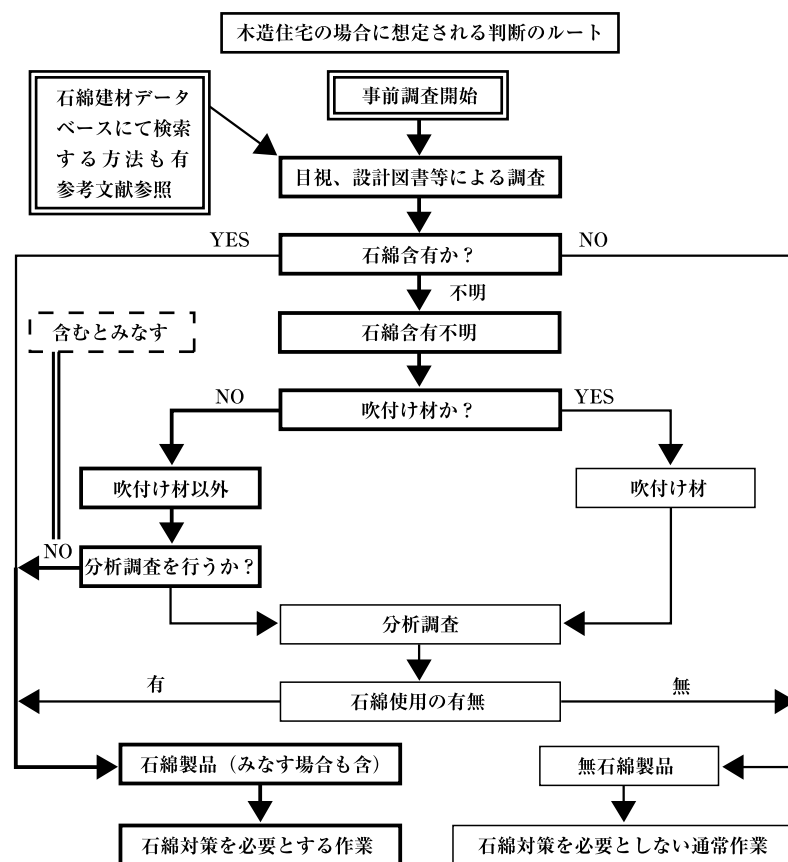 木造住宅の場合に想定される判断のルート
石綿建材データ
ベースにて検索
する方法も有
参考文献参照
事前調査開始
目視、設計図書等による調査
YES
石綿含有か？
NO
不明
含むとみなす
石綿含有不明
NO
吹付け材か？
YES
吹付け材以外
吹付け材
NO
分析調査を行うか？
分析調査
有
石綿使用の有無
無
石綿製品（みなす場合も含）
無石綿製品
石綿対策を必要とする作業
石綿対策を必要としない通常作業